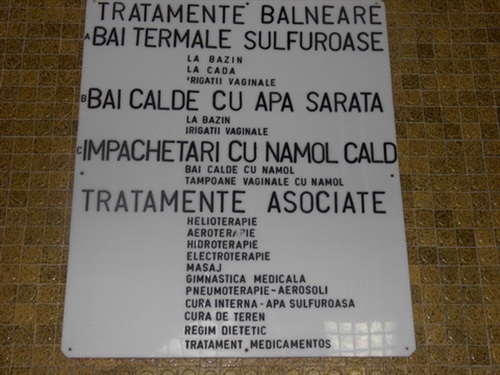 TRATAMENTE BALNEARE
A BAI TERMALE SULFUROASE
LA BAZIN
LA CADA
IRIGATII VAGINALE
B BAI CALDE CU APA SARATA
LA BAZIN
IRIGATII VAGINALE
C IMPACHETARI CU NAMOL CALD
BAI CALDE CU NAMOL
TAMPOANE VAGINALE CU NAMOL
TRATAMENTE ASOCIATE
HELIOTERAPIE
AEROTERAPIE
HIDROTERAPIE
ELECTROTERAPIE
MASAJ
GIMNASTICA MEDICALA
PNEUMOTERAPIE-AEROSOLI
CURA INTERNA-APA SULFUROASA
CURA DE TEREN
REGIM DIETETIC
TRATAMENT MEDICAMENTOS